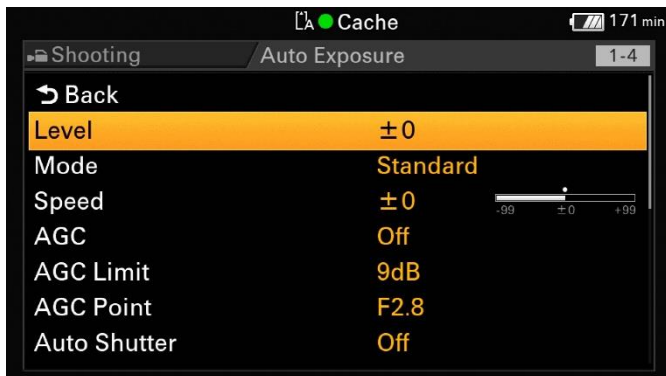 A Cache 171 min
Shooting Auto Exposure 1-4
Back
Level ±0
Mode Standard
Speed ±0 -99 ±0 +99
AGC Off
AGC Limit 9dB
AGC Point F2.8
Auto Shutter Off